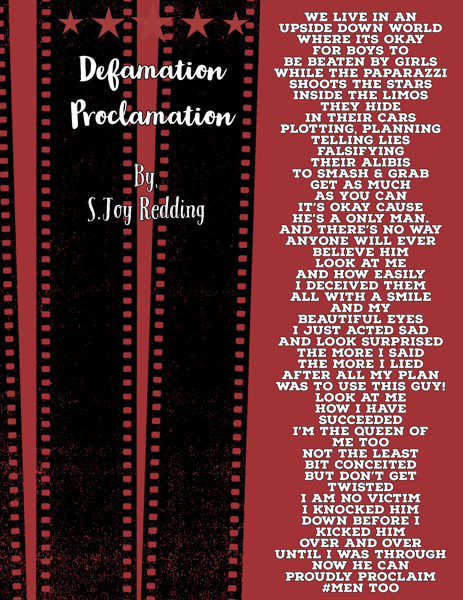 Defamation
Proclamation
By,
S.Joy Redding
WE LIVE IN AN
UPSIDE DOWN WORLD
WHERE ITS OKAY
FOR BOYS TO
BE BEATEN BY GIRLS
WHILE THE PAPARAZZI
SHOOTS THE STARS
INSIDE THE LIMOS
THEY HIDE
IN THEIR CARS
PLOTTING, PLANNING
TELLING LIES
FALSIFYING
THEIR ALIBIS
TO SMASH & GRAB
GET AS MUCH
AS YOU CAN
IT'S OKAY CAUSE
HE'S A ONLY MAN,
AND THERE'S NO WAY
ANYONE WILL EVER
BELIEVE HIM
LOOK AT ME
AND HOW EASILY
I DECEIVED THEM
ALL WITH A SMILE
AND MY
BEAUTIFUL EYES
I JUST ACTED SAD
AND LOOK SURPRISED
THE MORE I SAID
THE MORE I LIED
AFTER ALL MY PLAN
WAS TO USE THIS GUY!
LOOK AT ME
HOW I HAVE
SUCCEEDED
I'M THE QUEEN OF
ME TOO
NOT THE LEAST
BIT CONCEITED
BUT DON'T GET
TWISTED
I AM NO VICTIM
I KNOCKED HIM
DOWN BEFORE I
KICKED HIM
OVER AND OVER
UNTIL I WAS THROUGH
NOW HE CAN
PROUDLY PROCLAIM
#MEN TOO